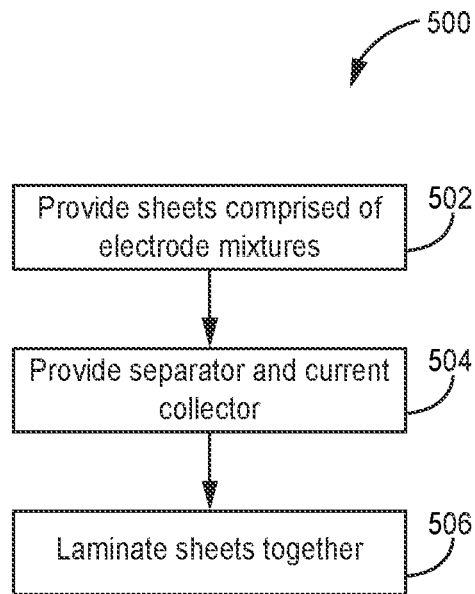 500
Provide sheets comprised of
electrode mixtures
502
Provide separator and current
collector
504
Laminate sheets together
506